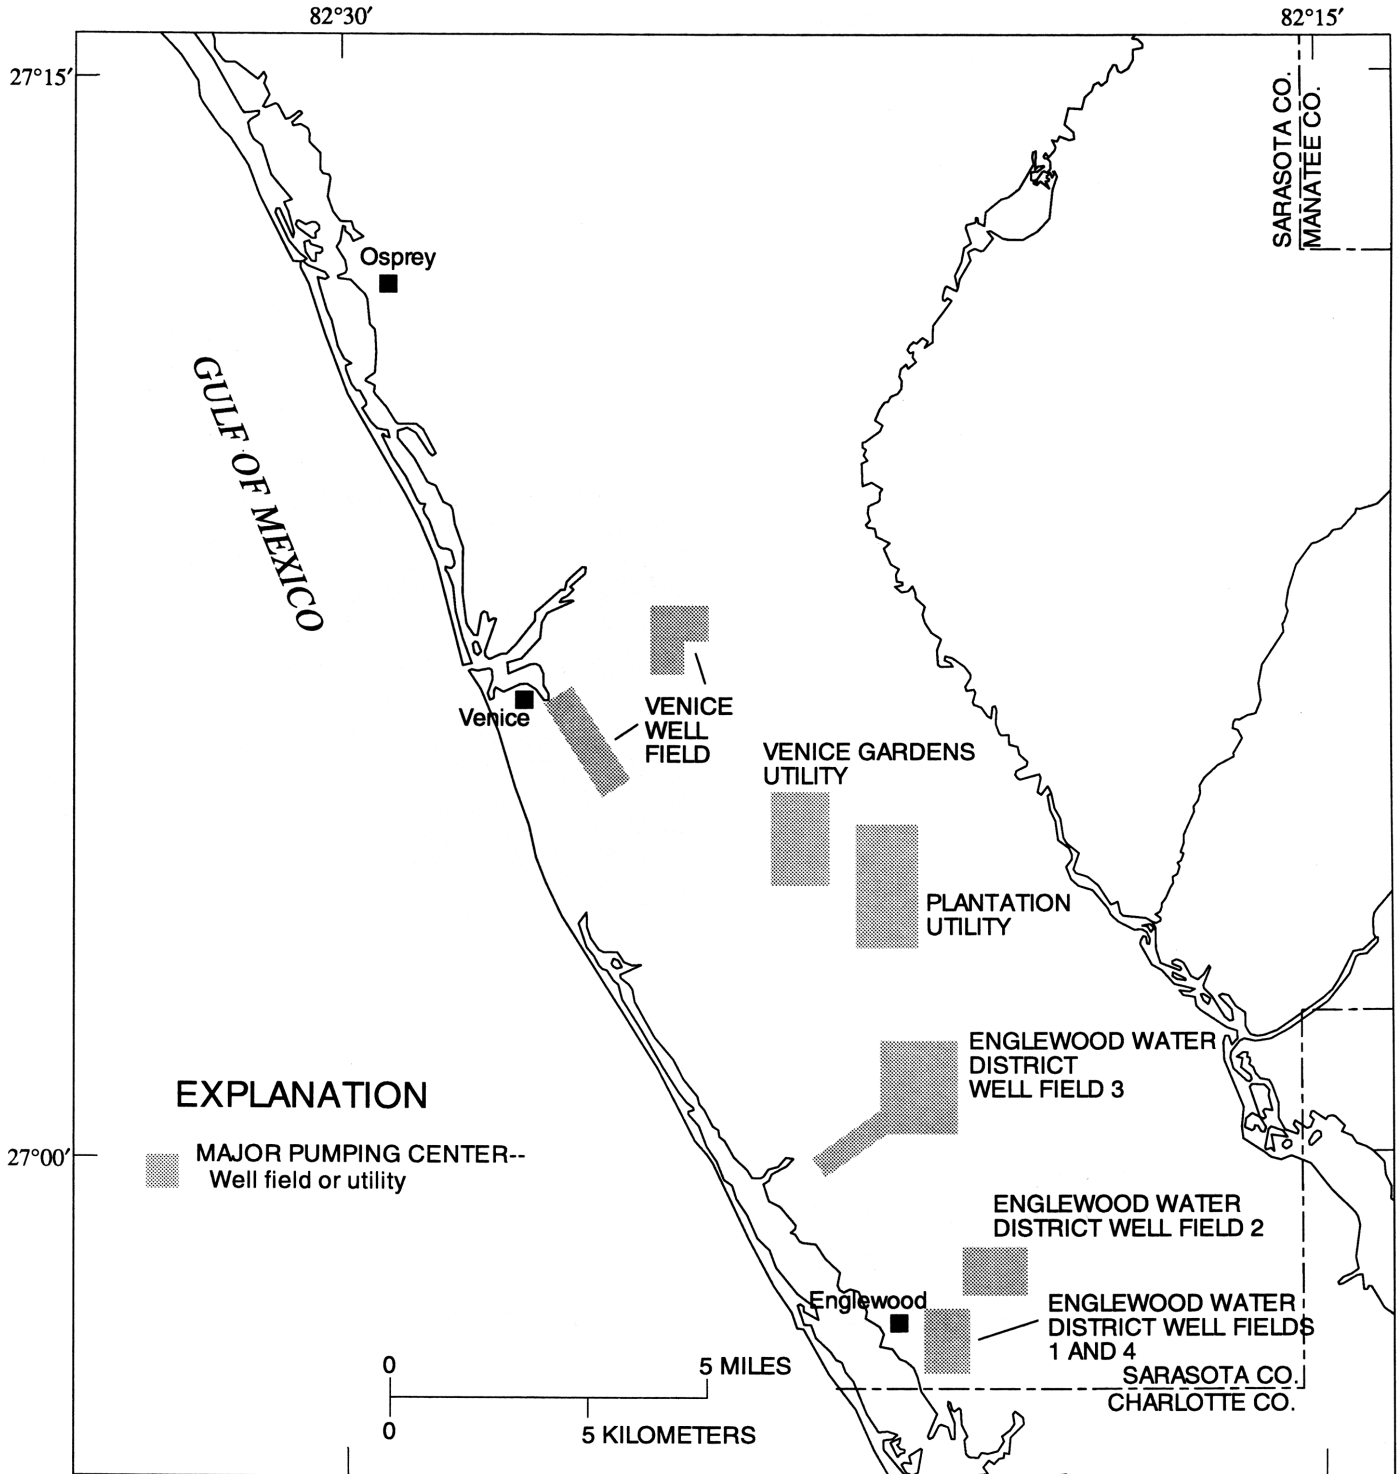 82°30′
82°15′
27°15′
SARASOTA CO.
MANATEE CO.
Osprey
GULF OF MEXICO
Venice
VENICE
WELL
FIELD
VENICE GARDENS
UTILITY
PLANTATION
UTILITY
ENGLEWOOD WATER
DISTRICT
WELL FIELD 3
EXPLANATION
MAJOR PUMPING CENTER--
Well field or utility
27°00′
ENGLEWOOD WATER
DISTRICT WELL FIELD 2
Englewood
ENGLEWOOD WATER
DISTRICT WELL FIELDS
1 AND 4
SARASOTA CO.
CHARLOTTE CO.
0
5 MILES
0
5 KILOMETERS